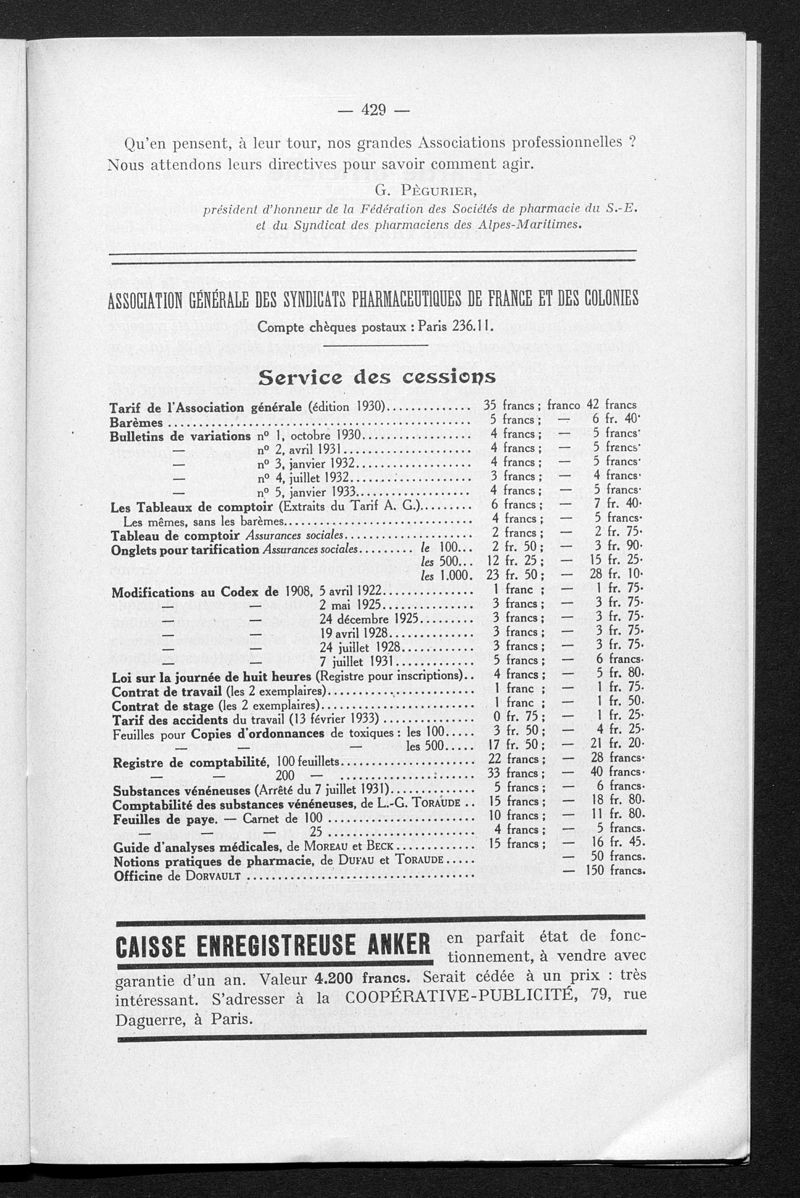 — 429 —
Qu'en pensent, à leur tour, nos grandes Associations professionnelles ?
Nous attendons leurs directives pour savoir comment agir.
G. Pégurier,
président d'honneur de la Fédération des Sociétés de pharmacie du S.-E.
et du Syndicat des pharmaciens des Alpes-Maritimes.
ASSOCIATION GÉNÉRALE DES SYNDICATS PHARMACEUTIQUES DE FRANCE ET DES COLONIES
Compte chèques postaux : Paris 236.11.
Service des cessions
Tarif de l'Association générale (édition 1930).............. 35 francs ; franco 42 francs
Barèmes .................................................. 5 francs ; — 6 fr. 40.
Bulletins de variations nº 1, octobre 1930.................. 4 francs ; — 5 francs.
— nº 2, avril 1931..................... 4 francs ; — 5 frencs.
— nº 3, janvier 1932................... 4 francs ; — 5 francs.
— nº 4, juillet 1932.................... 3 francs ; — 4 francs.
— nº 5, janvier 1933................... 4 francs ; — 5 francs.
Les Tableaux de comptoir (Extraits du Tarif A. G.)......... 6 francs ; — 7 fr. 40.
Les mêmes, sans les barèmes............................... 4 francs ; — 5 francs.
Tableau de comptoir Assurances sociales..................... 2 francs ; — 2 fr. 75.
Onglets pour tarification Assurances sociales......... le 100... 2 fr. 50 ; — 3 fr. 90.
les 500... 12 fr. 25 ; — 15 fr. 25.
les 1.000. 23 fr. 50 ; — 28 fr. 10.
Modifications au Codex de 1908, 5 avril 1922............... 1 franc ; — 1 fr. 75.
— — 2 mai 1925............... 3 francs ; — 3 fr. 75.
— — 24 décembre 1925......... 3 francs ; — 3 fr. 75.
— — 19 avril 1928.............. 3 francs ; — 3 fr. 75.
— — 24 juillet 1928............ 3 francs ; — 3 fr. 75.
— — 7 juillet 1931............. 5 francs ; — 6 francs.
Loi sur la journée de huit heures (Registre pour inscriptions).. 4 francs ; — 5 fr. 80.
Contrat de travail (les 2 exemplaires)........................ 1 franc ; — 1 fr. 75.
Contrat de stage (les 2 exemplaires)......................... 1 franc ; — 1 fr. 50.
Tarif des accidents du travail (13 février 1933) ............... 0 fr. 75 ; — 1 fr. 25.
Feuilles pour Copies d'ordonnances de toxiques : les 100..... 3 fr. 50 ; — 4 fr. 25.
— — — les 500..... 17 fr. 50 ; — 21 fr. 20.
Registre de comptabilité, 100 feuillets...................... 22 francs ; — 28 francs.
— — 200 — ...................... 33 francs ; — 40 francs.
Substances vénéneuses (Arrêté du 7 juillet 1931).............. 5 francs ; — 6 francs.
Comptabilité des substances vénéneuses, de L.-G. Toraude .. 15 francs ; — 18 fr. 80.
Feuilles de paye. — Carnet de 100 ........................ 10 francs ; — 11 fr. 80.
— — — 25 ........................ 4 francs ; — 5 francs.
Guide d'analyses médicales, de Moreau et Beck............. 15 francs ; — 16 fr. 45.
Notions pratiques de pharmacie, de Dufau et Toraude..... — 50 francs.
Officine de Dorvault ...................................... — 150 francs.
CAISSE ENREGISTREUSE ANKER en parfait état de fonc-
tionnement, à vendre avec
garantie d'un an. Valeur 4.200 francs. Serait cédée à un prix : très
intéressant. S'adresser à la COOPÉRATIVE-PUBLICITÉ, 79, rue
Daguerre, à Paris.